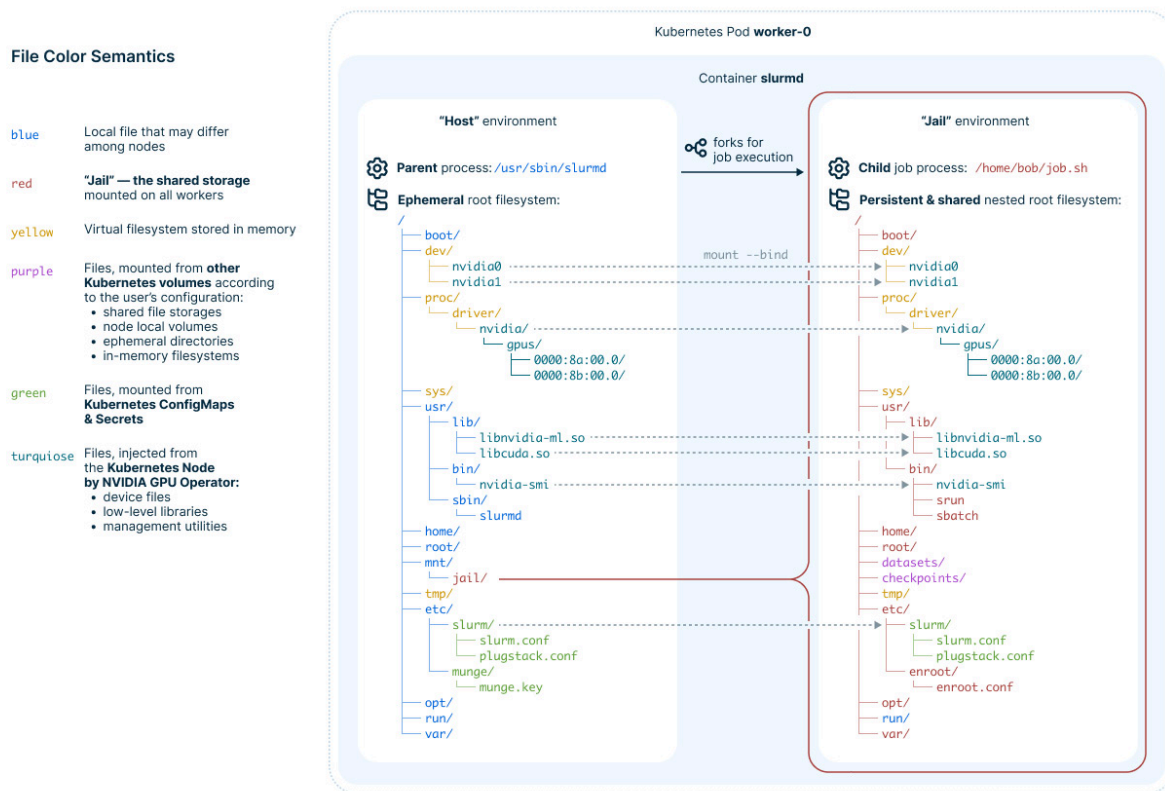 Kubernetes Pod worker-0
File Color Semantics
blue
Local file that may differ
among nodes
red
“Jail” — the shared storage
mounted on all workers
yellow
Virtual filesystem stored in memory
purple
Files, mounted from other
Kubernetes volumes according
to the user’s configuration:
• shared file storages
• node local volumes
• ephemeral directories
• in-memory filesystems
green
Files, mounted from
Kubernetes ConfigMaps
& Secrets
turquiose
Files, injected from
the Kubernetes Node
by NVIDIA GPU Operator:
• device files
• low-level libraries
• management utilities
Container slurmd
“Host” environment
Parent process: /usr/sbin/slurmd
Ephemeral root filesystem:
/
boot/
dev/
nvidia0
nvidia1
proc/
driver/
nvidia/
gpus/
0000:8a:00.0/
0000:8b:00.0/
sys/
usr/
lib/
libnvidia-ml.so
libcuda.so
bin/
nvidia-smi
sbin/
slurmd
home/
root/
mnt/
jail/
tmp/
etc/
slurm/
slurm.conf
plugstack.conf
munge/
munge.key
opt/
run/
var/
forks for
job execution
mount --bind
“Jail” environment
Child job process: /home/bob/job.sh
Persistent & shared nested root filesystem:
/
boot/
dev/
nvidia0
nvidia1
proc/
driver/
nvidia/
gpus/
0000:8a:00.0/
0000:8b:00.0/
sys/
usr/
lib/
libnvidia-ml.so
libcuda.so
bin/
nvidia-smi
srun
sbatch
home/
root/
datasets/
checkpoints/
tmp/
etc/
slurm/
slurm.conf
plugstack.conf
enroot/
enroot.conf
opt/
run/
var/